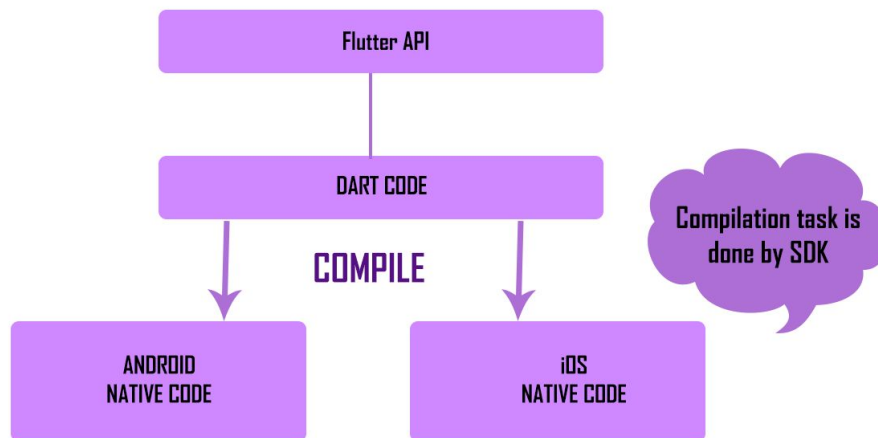 Flutter API
DART CODE
COMPILE
Compilation task is
done by SDK
ANDROID
NATIVE CODE
iOS
NATIVE CODE